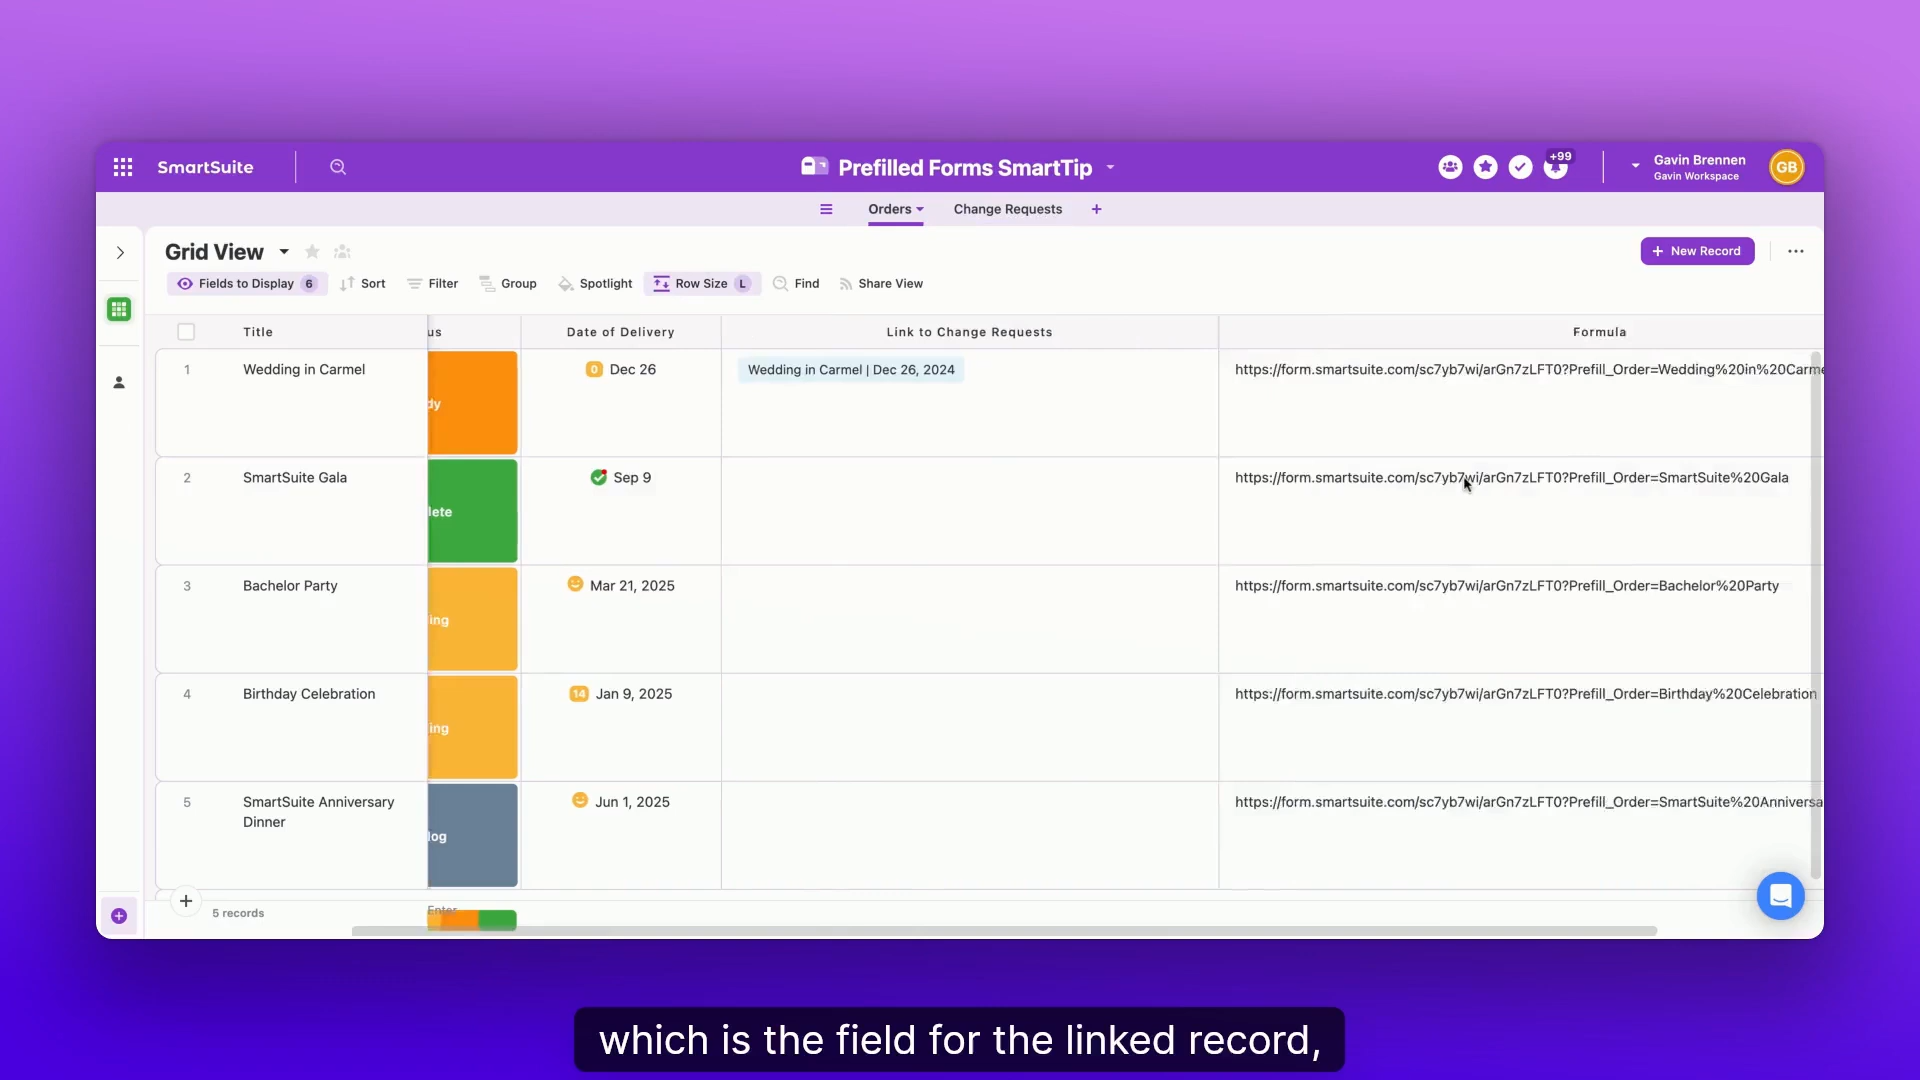 SmartSuite
Prefilled Forms SmartTip
+99
Gavin Brennen
Gavin Workspace
GB
Orders
Change Requests
Grid View
New Record
Fields to Display 6
Sort
Filter
Group
Spotlight
Row Size L
Find
Share View
Title
us
Date of Delivery
Link to Change Requests
Formula
1
Wedding in Carmel
dy
0 Dec 26
Wedding in Carmel | Dec 26, 2024
https://form.smartsuite.com/sc7yb7wi/arGn7zLFT0?Prefill_Order=Wedding%20in%20Carme
2
SmartSuite Gala
lete
Sep 9
https://form.smartsuite.com/sc7yb7wi/arGn7zLFT0?Prefill_Order=SmartSuite%20Gala
3
Bachelor Party
ing
Mar 21, 2025
https://form.smartsuite.com/sc7yb7wi/arGn7zLFT0?Prefill_Order=Bachelor%20Party
4
Birthday Celebration
ing
14 Jan 9, 2025
https://form.smartsuite.com/sc7yb7wi/arGn7zLFT0?Prefill_Order=Birthday%20Celebration
5
SmartSuite Anniversary
Dinner
log
Jun 1, 2025
https://form.smartsuite.com/sc7yb7wi/arGn7zLFT0?Prefill_Order=SmartSuite%20Anniversa
5 records
Enter
which is the field for the linked record,